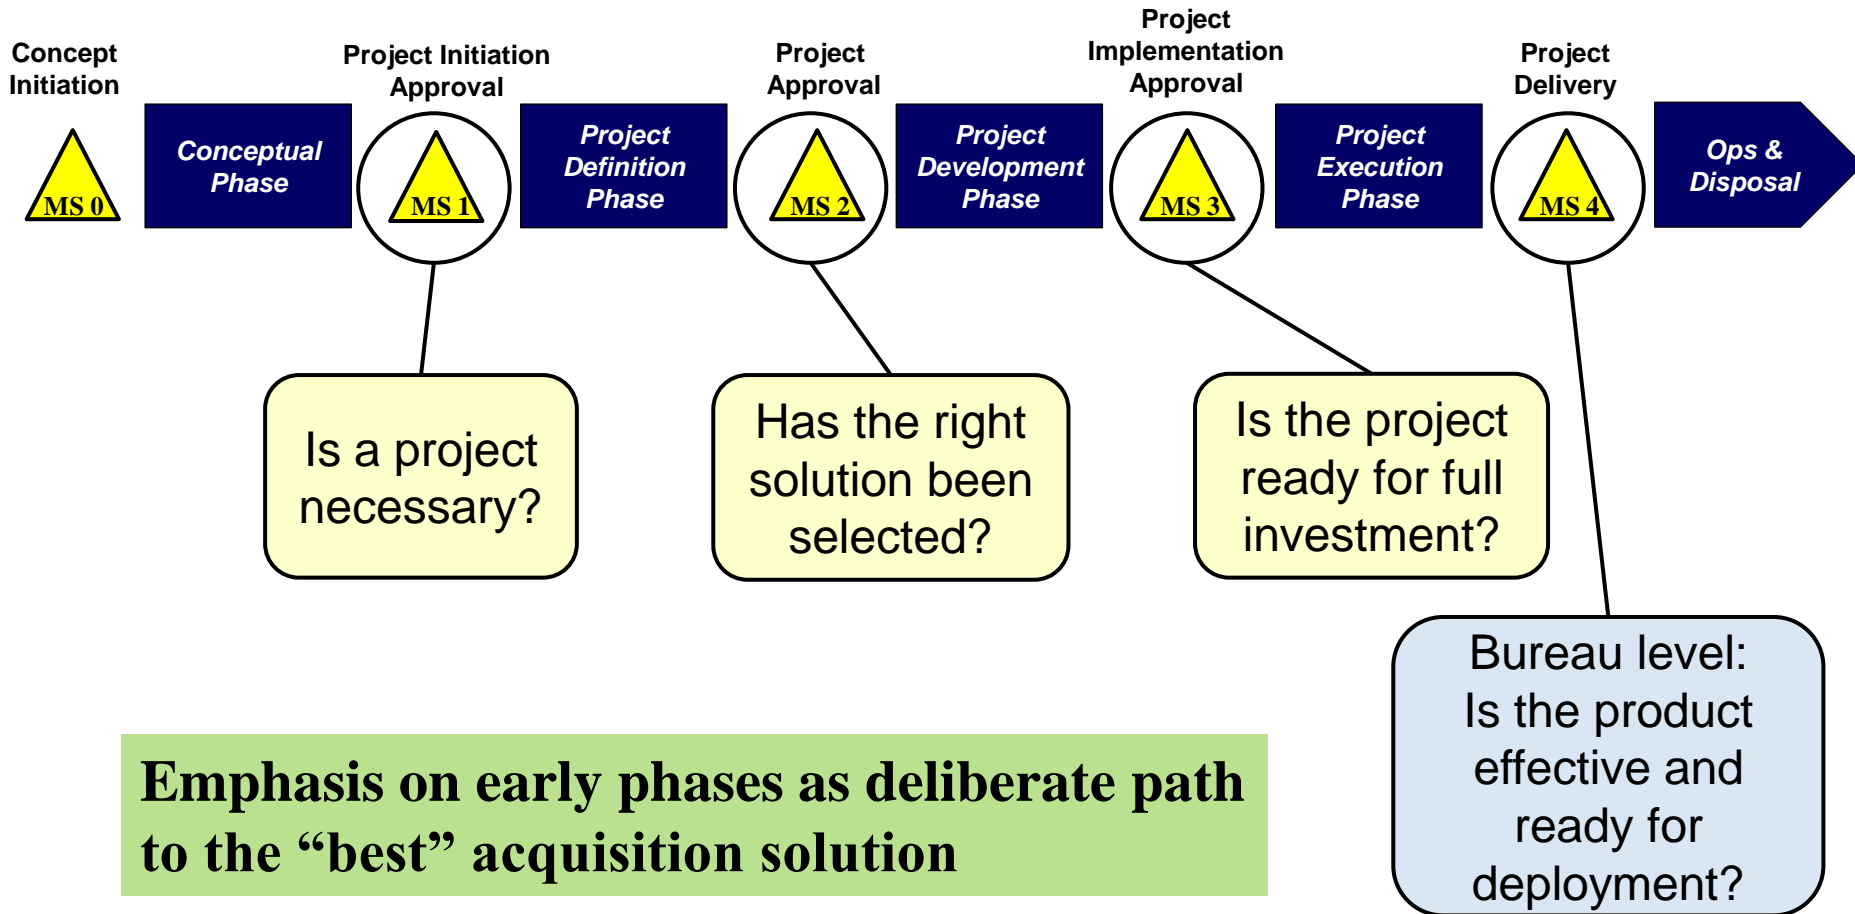 Concept
Initiation
Project Initiation
Approval
Project
Approval
Project
Implementation
Approval
Project
Delivery
MS 0
Conceptual
Phase
MS 1
Project
Definition
Phase
MS 2
Project
Development
Phase
MS 3
Project
Execution
Phase
MS 4
Ops &
Disposal
Is a project
necessary?
Has the right
solution been
selected?
Is the project
ready for full
investment?
Bureau level:
Is the product
effective and
ready for
deployment?
Emphasis on early phases as deliberate path
to the “best” acquisition solution